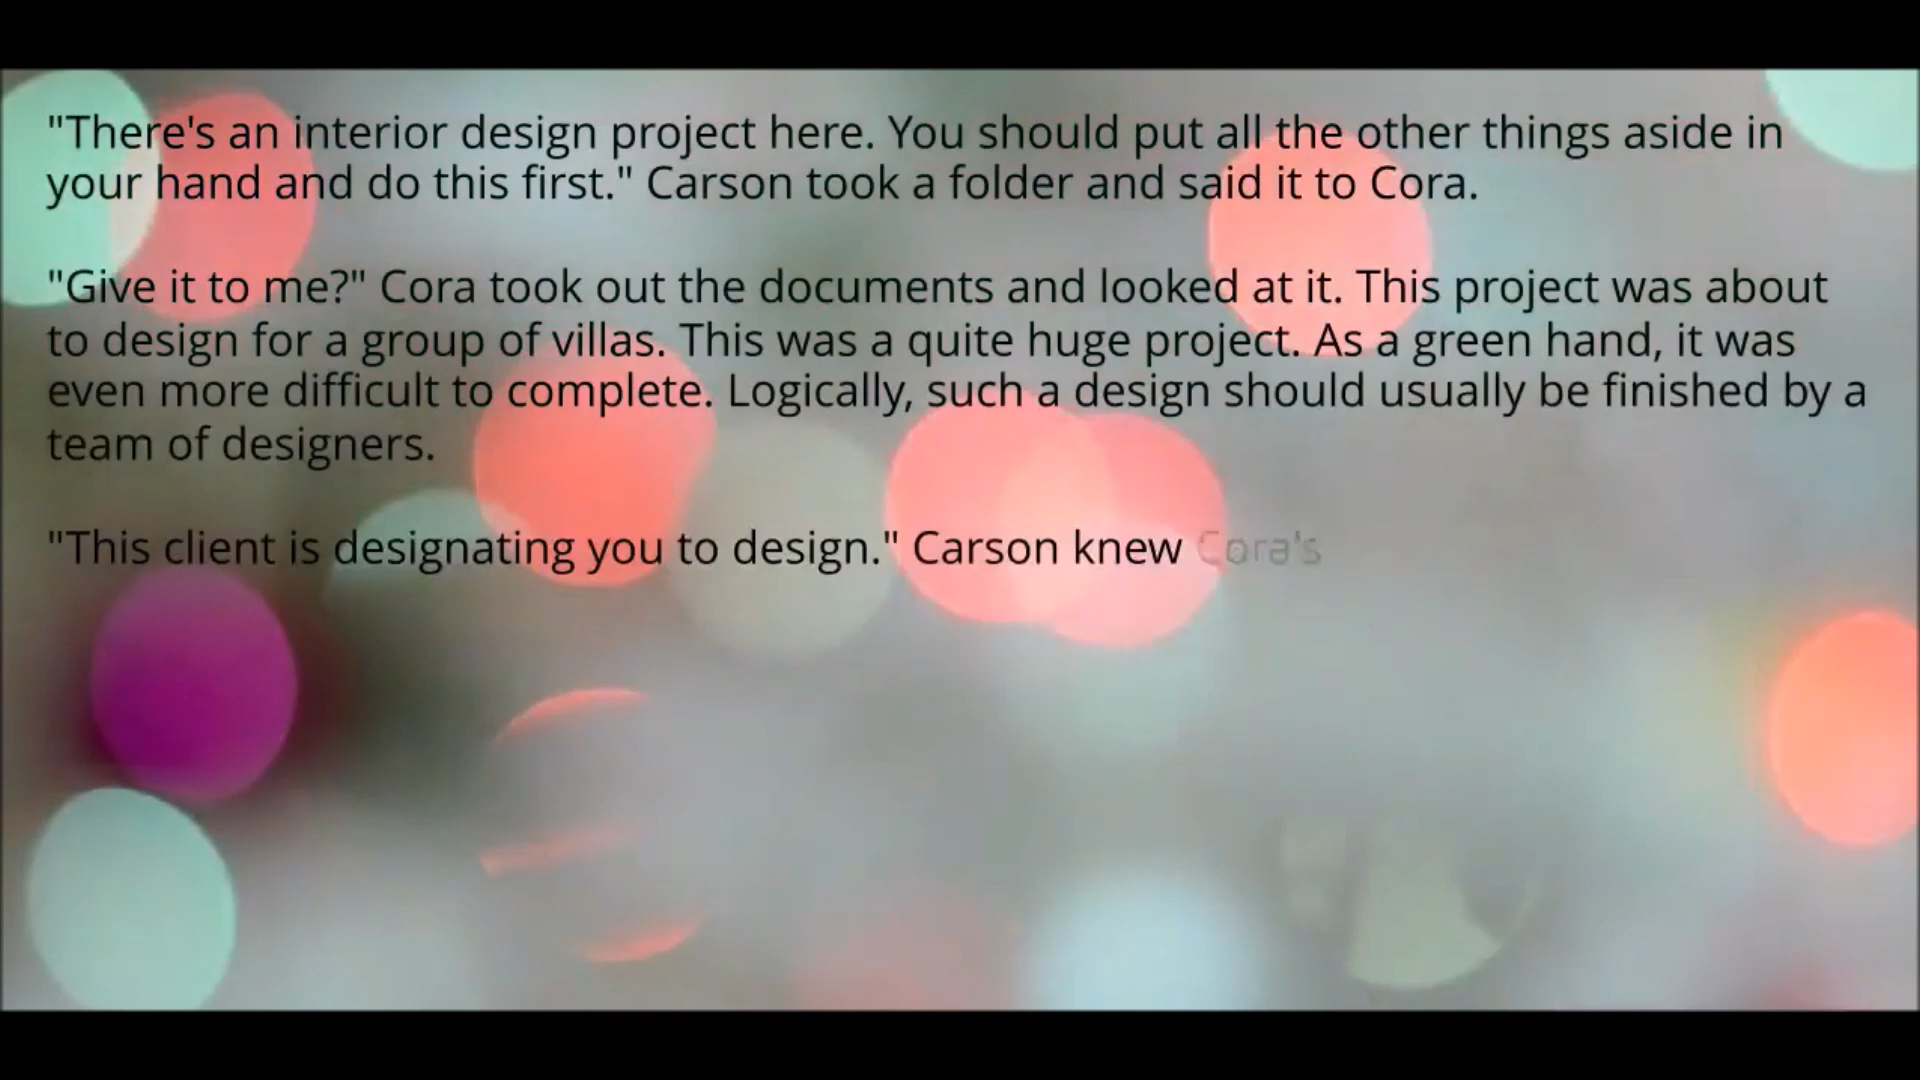 "There's an interior design project here. You should put all the other things aside in
your hand and do this first." Carson took a folder and said it to Cora.
"Give it to me?" Cora took out the documents and looked at it. This project was about
to design for a group of villas. This was a quite huge project. As a green hand, it was
even more difficult to complete. Logically, such a design should usually be finished by a
team of designers.
"This client is designating you to design." Carson knew Cora's